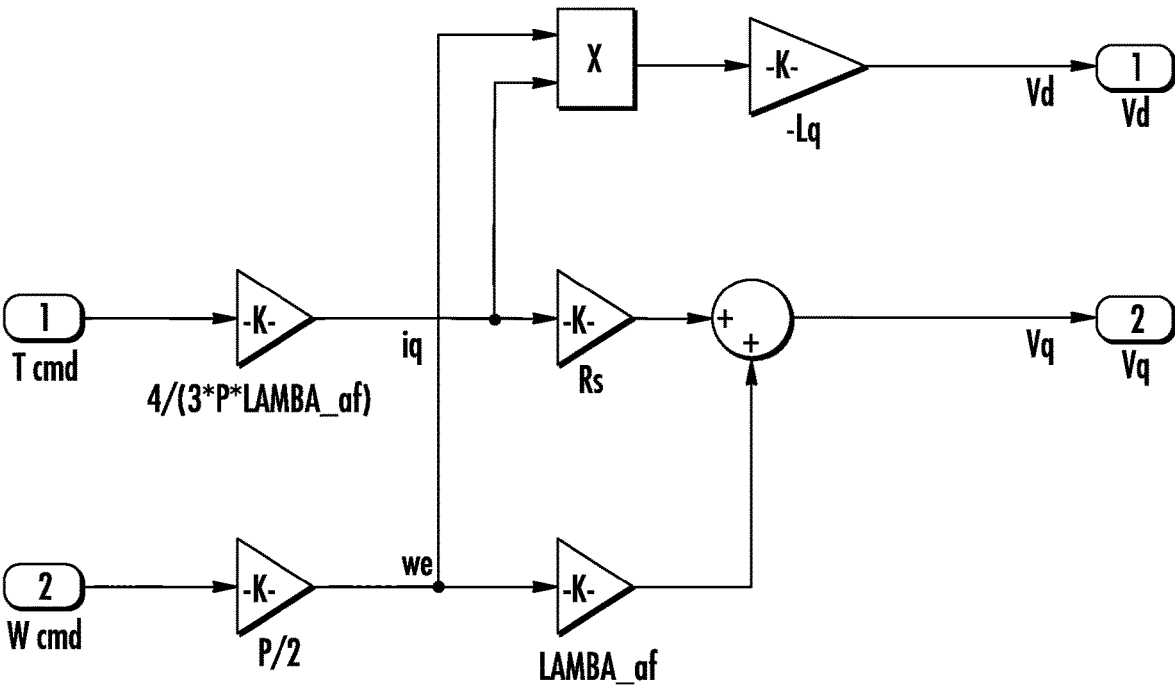 X
-K-
-Lq
Vd
1
Vd
1
T cmd
-K-
4/(3*P*LAMBA_af)
iq
-K-
Rs
+
+
Vq
2
Vq
2
W cmd
-K-
P/2
we
-K-
LAMBA_af